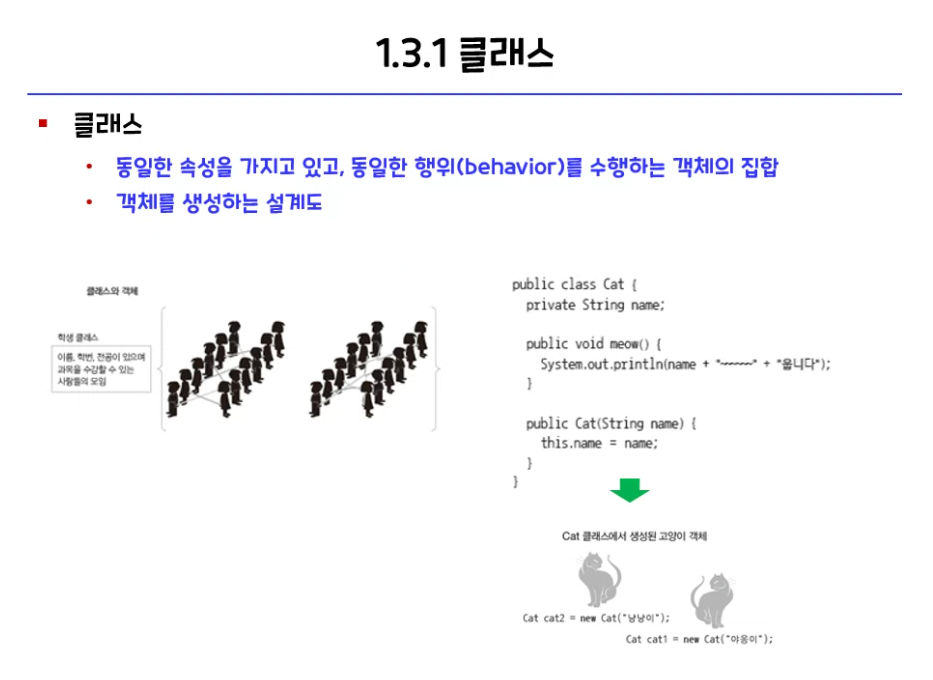 1.3.1 클래스
클래스
동일한 속성을 가지고 있고, 동일한 행위(behavior)를 수행하는 객체의 집합
객체를 생성하는 설계도
클래스와 객체
학생 클래스
이름, 학번, 전공이 있으며
과목을 수강할 수 있는
사람들의 모임
public class Cat {
private String name;
public void meow() {
System.out.println(name + "~~~~~" + "웁니다");
}
public Cat(String name) {
this.name = name;
}
}
Cat 클래스에서 생성된 고양이 객체
Cat cat2 = new Cat("냥냥이");
Cat cat1 = new Cat("야옹이");